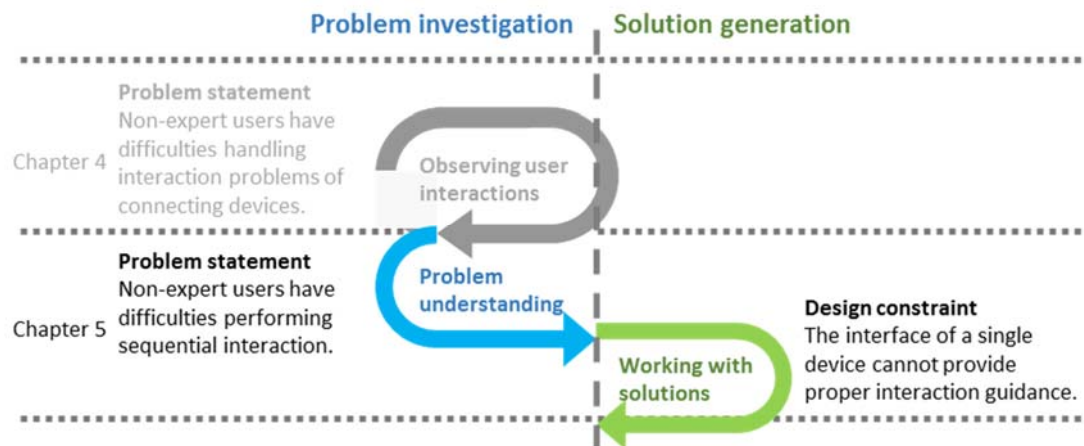 Problem investigation
Solution generation
Chapter 4
Problem statement
Non-expert users have
difficulties handling
interaction problems of
connecting devices.
Observing user
interactions
Chapter 5
Problem statement
Non-expert users have
difficulties performing
sequential interaction.
Problem
understanding
Working with
solutions
Design constraint
The interface of a single
device cannot provide
proper interaction guidance.